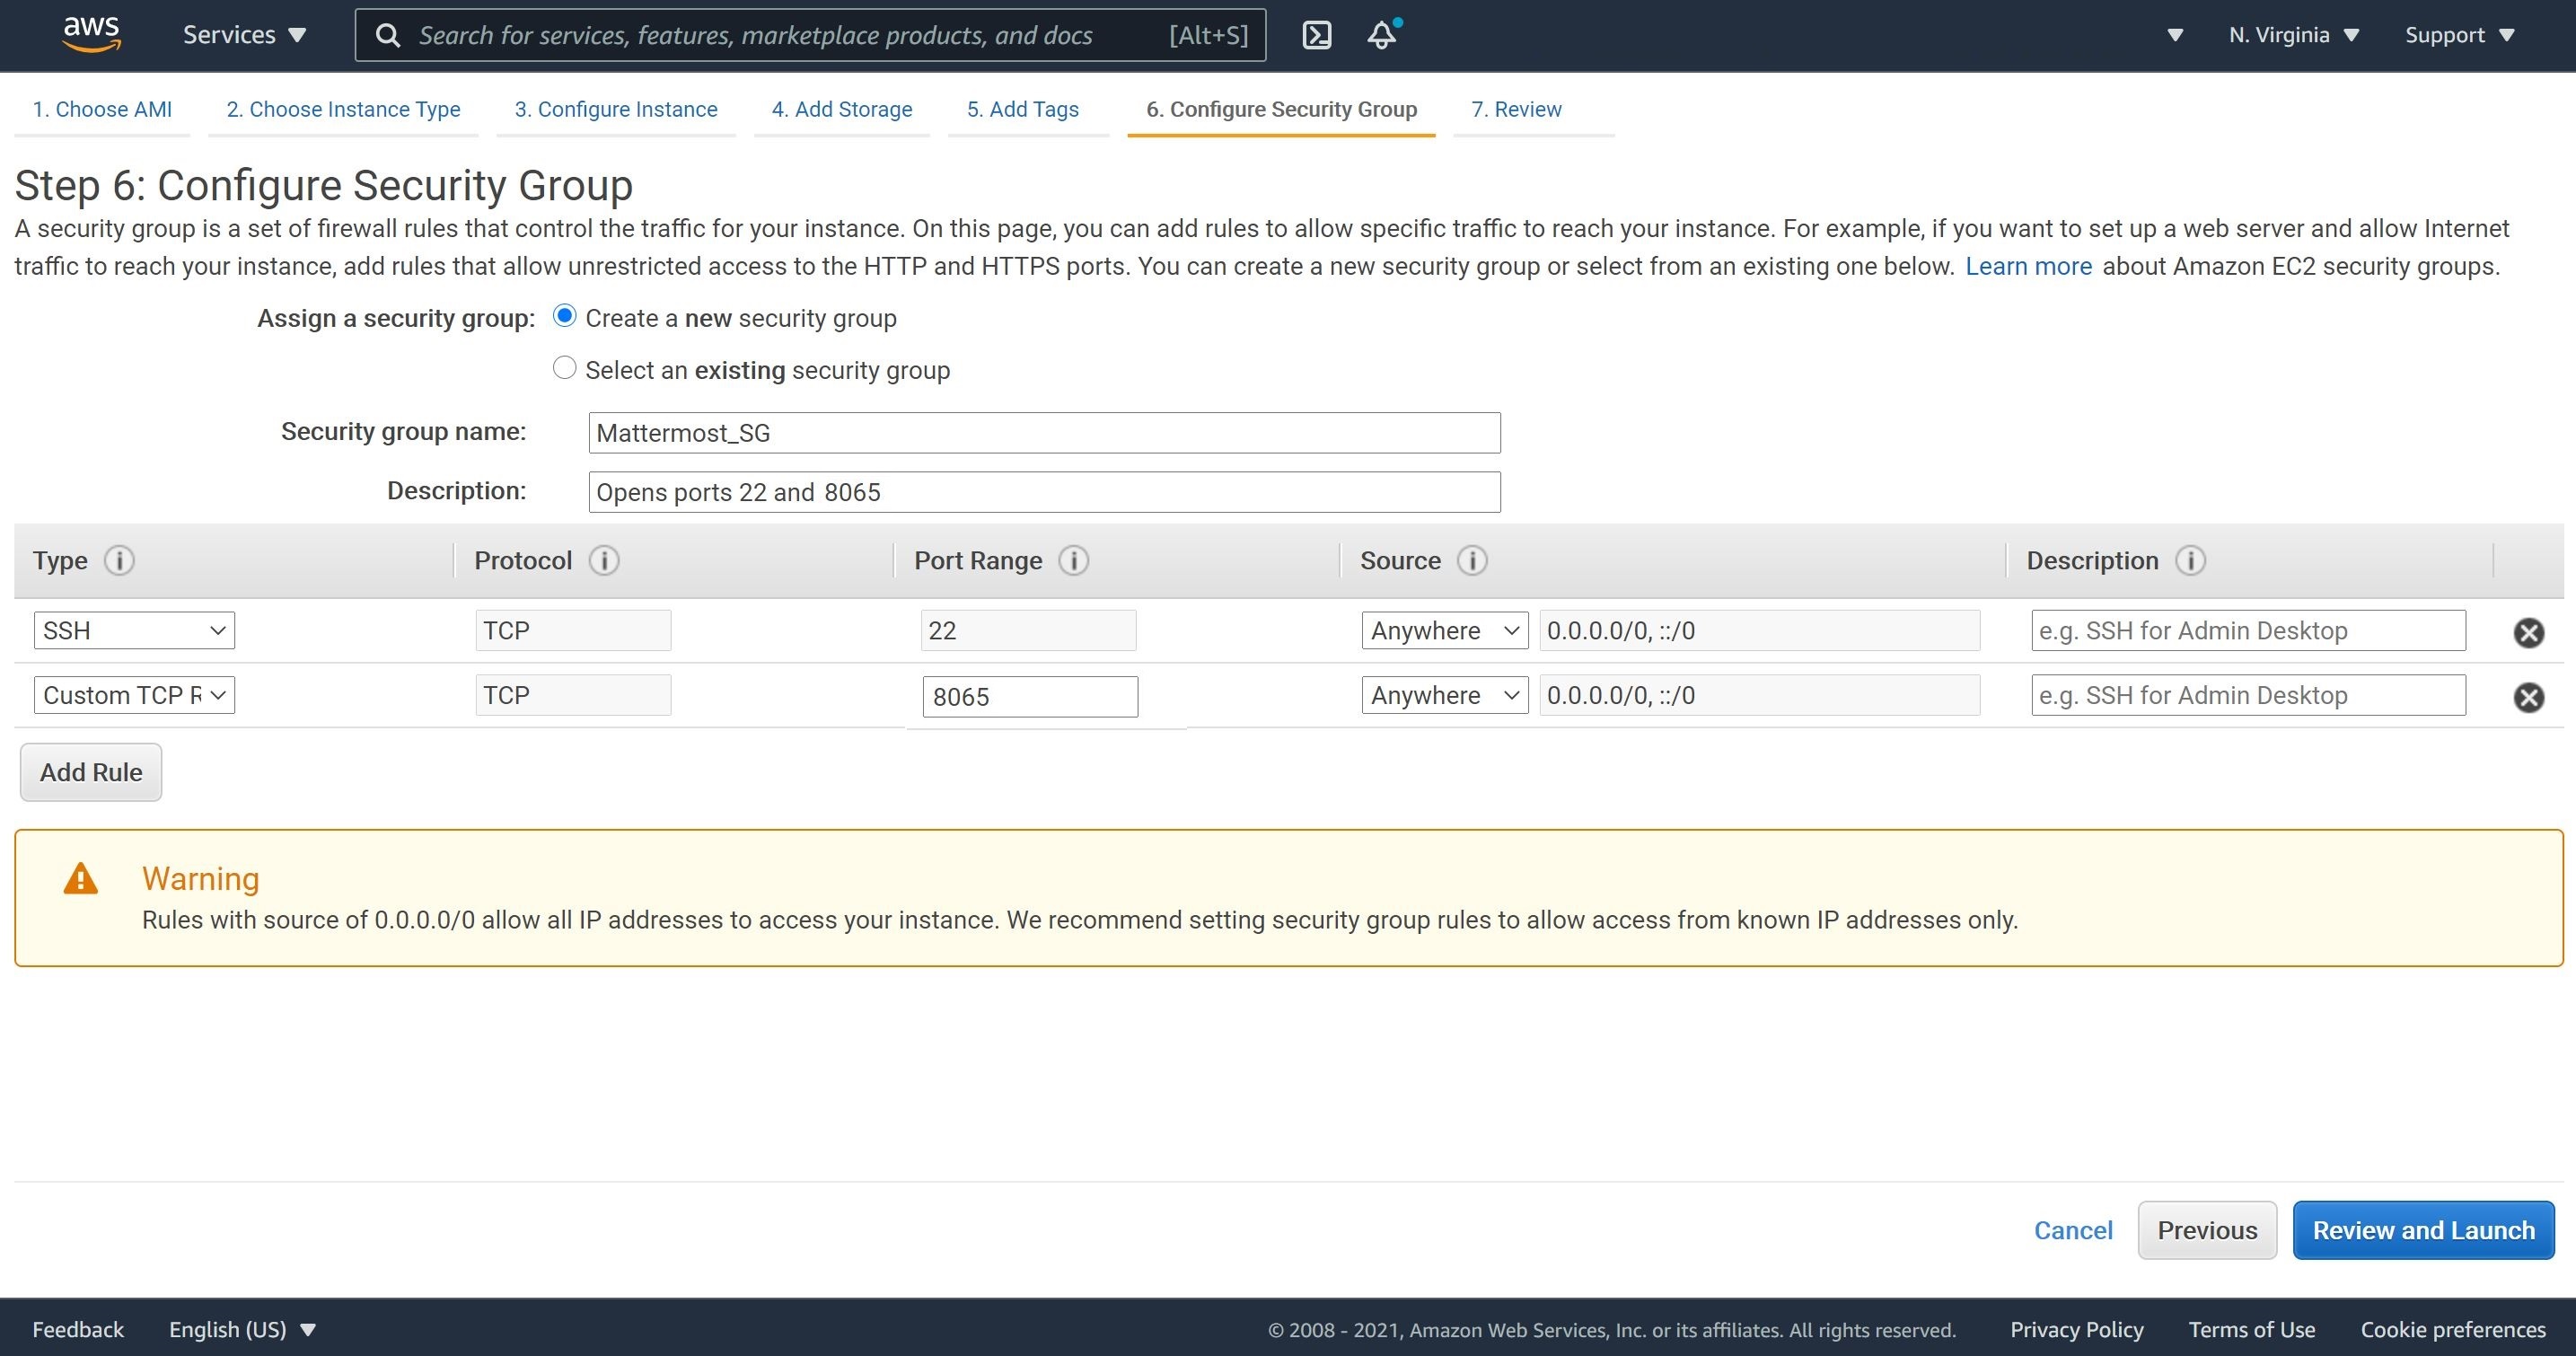 aws Services Search for services, features, marketplace products, and docs [Alt+S] N. Virginia Support
1. Choose AMI 2. Choose Instance Type 3. Configure Instance 4. Add Storage 5. Add Tags 6. Configure Security Group 7. Review
Step 6: Configure Security Group
A security group is a set of firewall rules that control the traffic for your instance. On this page, you can add rules to allow specific traffic to reach your instance. For example, if you want to set up a web server and allow Internet
traffic to reach your instance, add rules that allow unrestricted access to the HTTP and HTTPS ports. You can create a new security group or select from an existing one below. Learn more about Amazon EC2 security groups.
Assign a security group: Create a new security group
Select an existing security group
Security group name: Mattermost_SG
Description: Opens ports 22 and 8065
Type Protocol Port Range Source Description
SSH TCP 22 Anywhere 0.0.0.0/0, ::/0 e.g. SSH for Admin Desktop
Custom TCP R TCP 8065 Anywhere 0.0.0.0/0, ::/0 e.g. SSH for Admin Desktop
Add Rule
Warning
Rules with source of 0.0.0.0/0 allow all IP addresses to access your instance. We recommend setting security group rules to allow access from known IP addresses only.
Cancel Previous Review and Launch
Feedback English (US) © 2008 - 2021, Amazon Web Services, Inc. or its affiliates. All rights reserved. Privacy Policy Terms of Use Cookie preferences